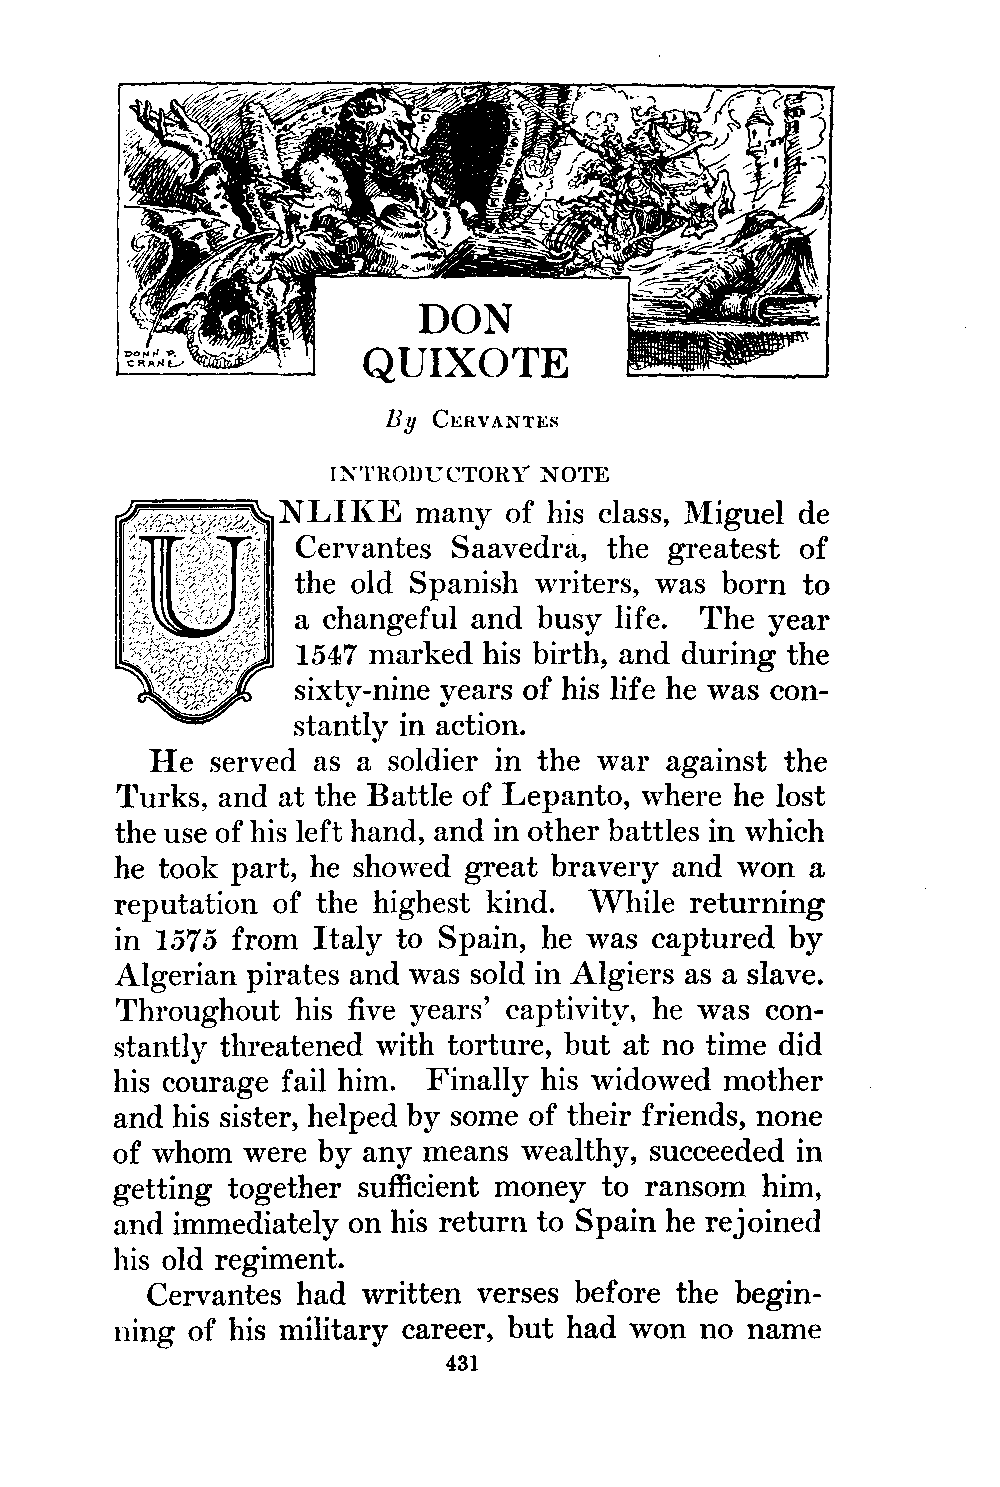 DONN P.
CRANE
DON
QUIXOTE
By CERVANTES
INTRODUCTORY NOTE
UNLIKE many of his class, Miguel de
Cervantes Saavedra, the greatest of
the old Spanish writers, was born to
a changeful and busy life. The year
1547 marked his birth, and during the
sixty-nine years of his life he was con-
stantly in action.
He served as a soldier in the war against the
Turks, and at the Battle of Lepanto, where he lost
the use of his left hand, and in other battles in which
he took part, he showed great bravery and won a
reputation of the highest kind. While returning
in 1575 from Italy to Spain, he was captured by
Algerian pirates and was sold in Algiers as a slave.
Throughout his five years' captivity, he was con-
stantly threatened with torture, but at no time did
his courage fail him. Finally his widowed mother
and his sister, helped by some of their friends, none
of whom were by any means wealthy, succeeded in
getting together sufficient money to ransom him,
and immediately on his return to Spain he rejoined
his old regiment.
Cervantes had written verses before the begin-
ning of his military career, but had won no name
431